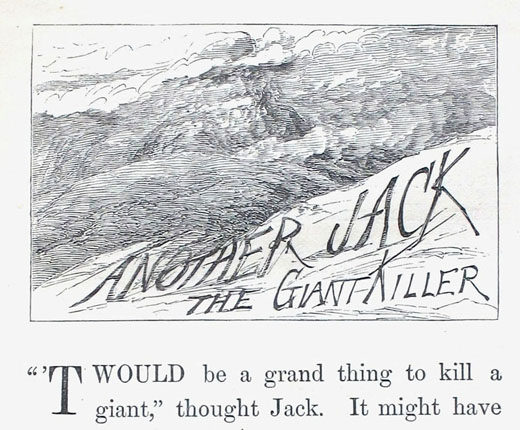 ANOTHER JACK
THE GIANT-KILLER
“’TWOULD be a grand thing to kill a
giant,” thought Jack. It might have